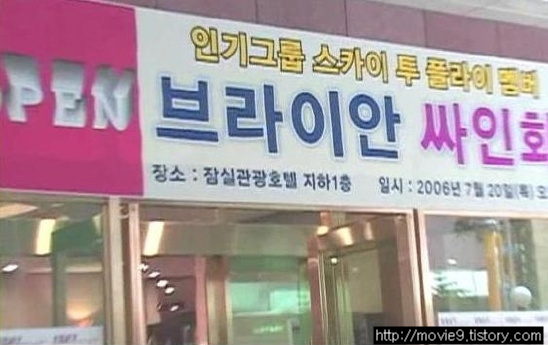 OPEN
인기그룹 스카이 투 플라이 멤버
브라이안 싸인회
장소 : 잠실관광호텔 지하1층 일시 : 2006년 7월 20일(목) 오
http://movie9.tistory.com